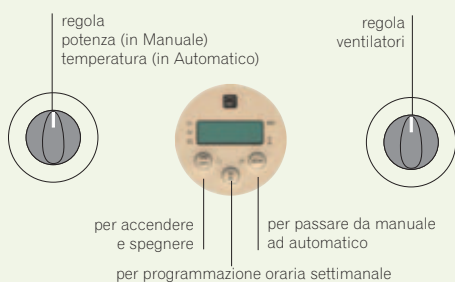 regola
potenza (in Manuale)
temperatura (in Automatico)
regola
ventilatori
per accendere
e spegnere
per passare da manuale
ad automatico
per programmazione oraria settimanale